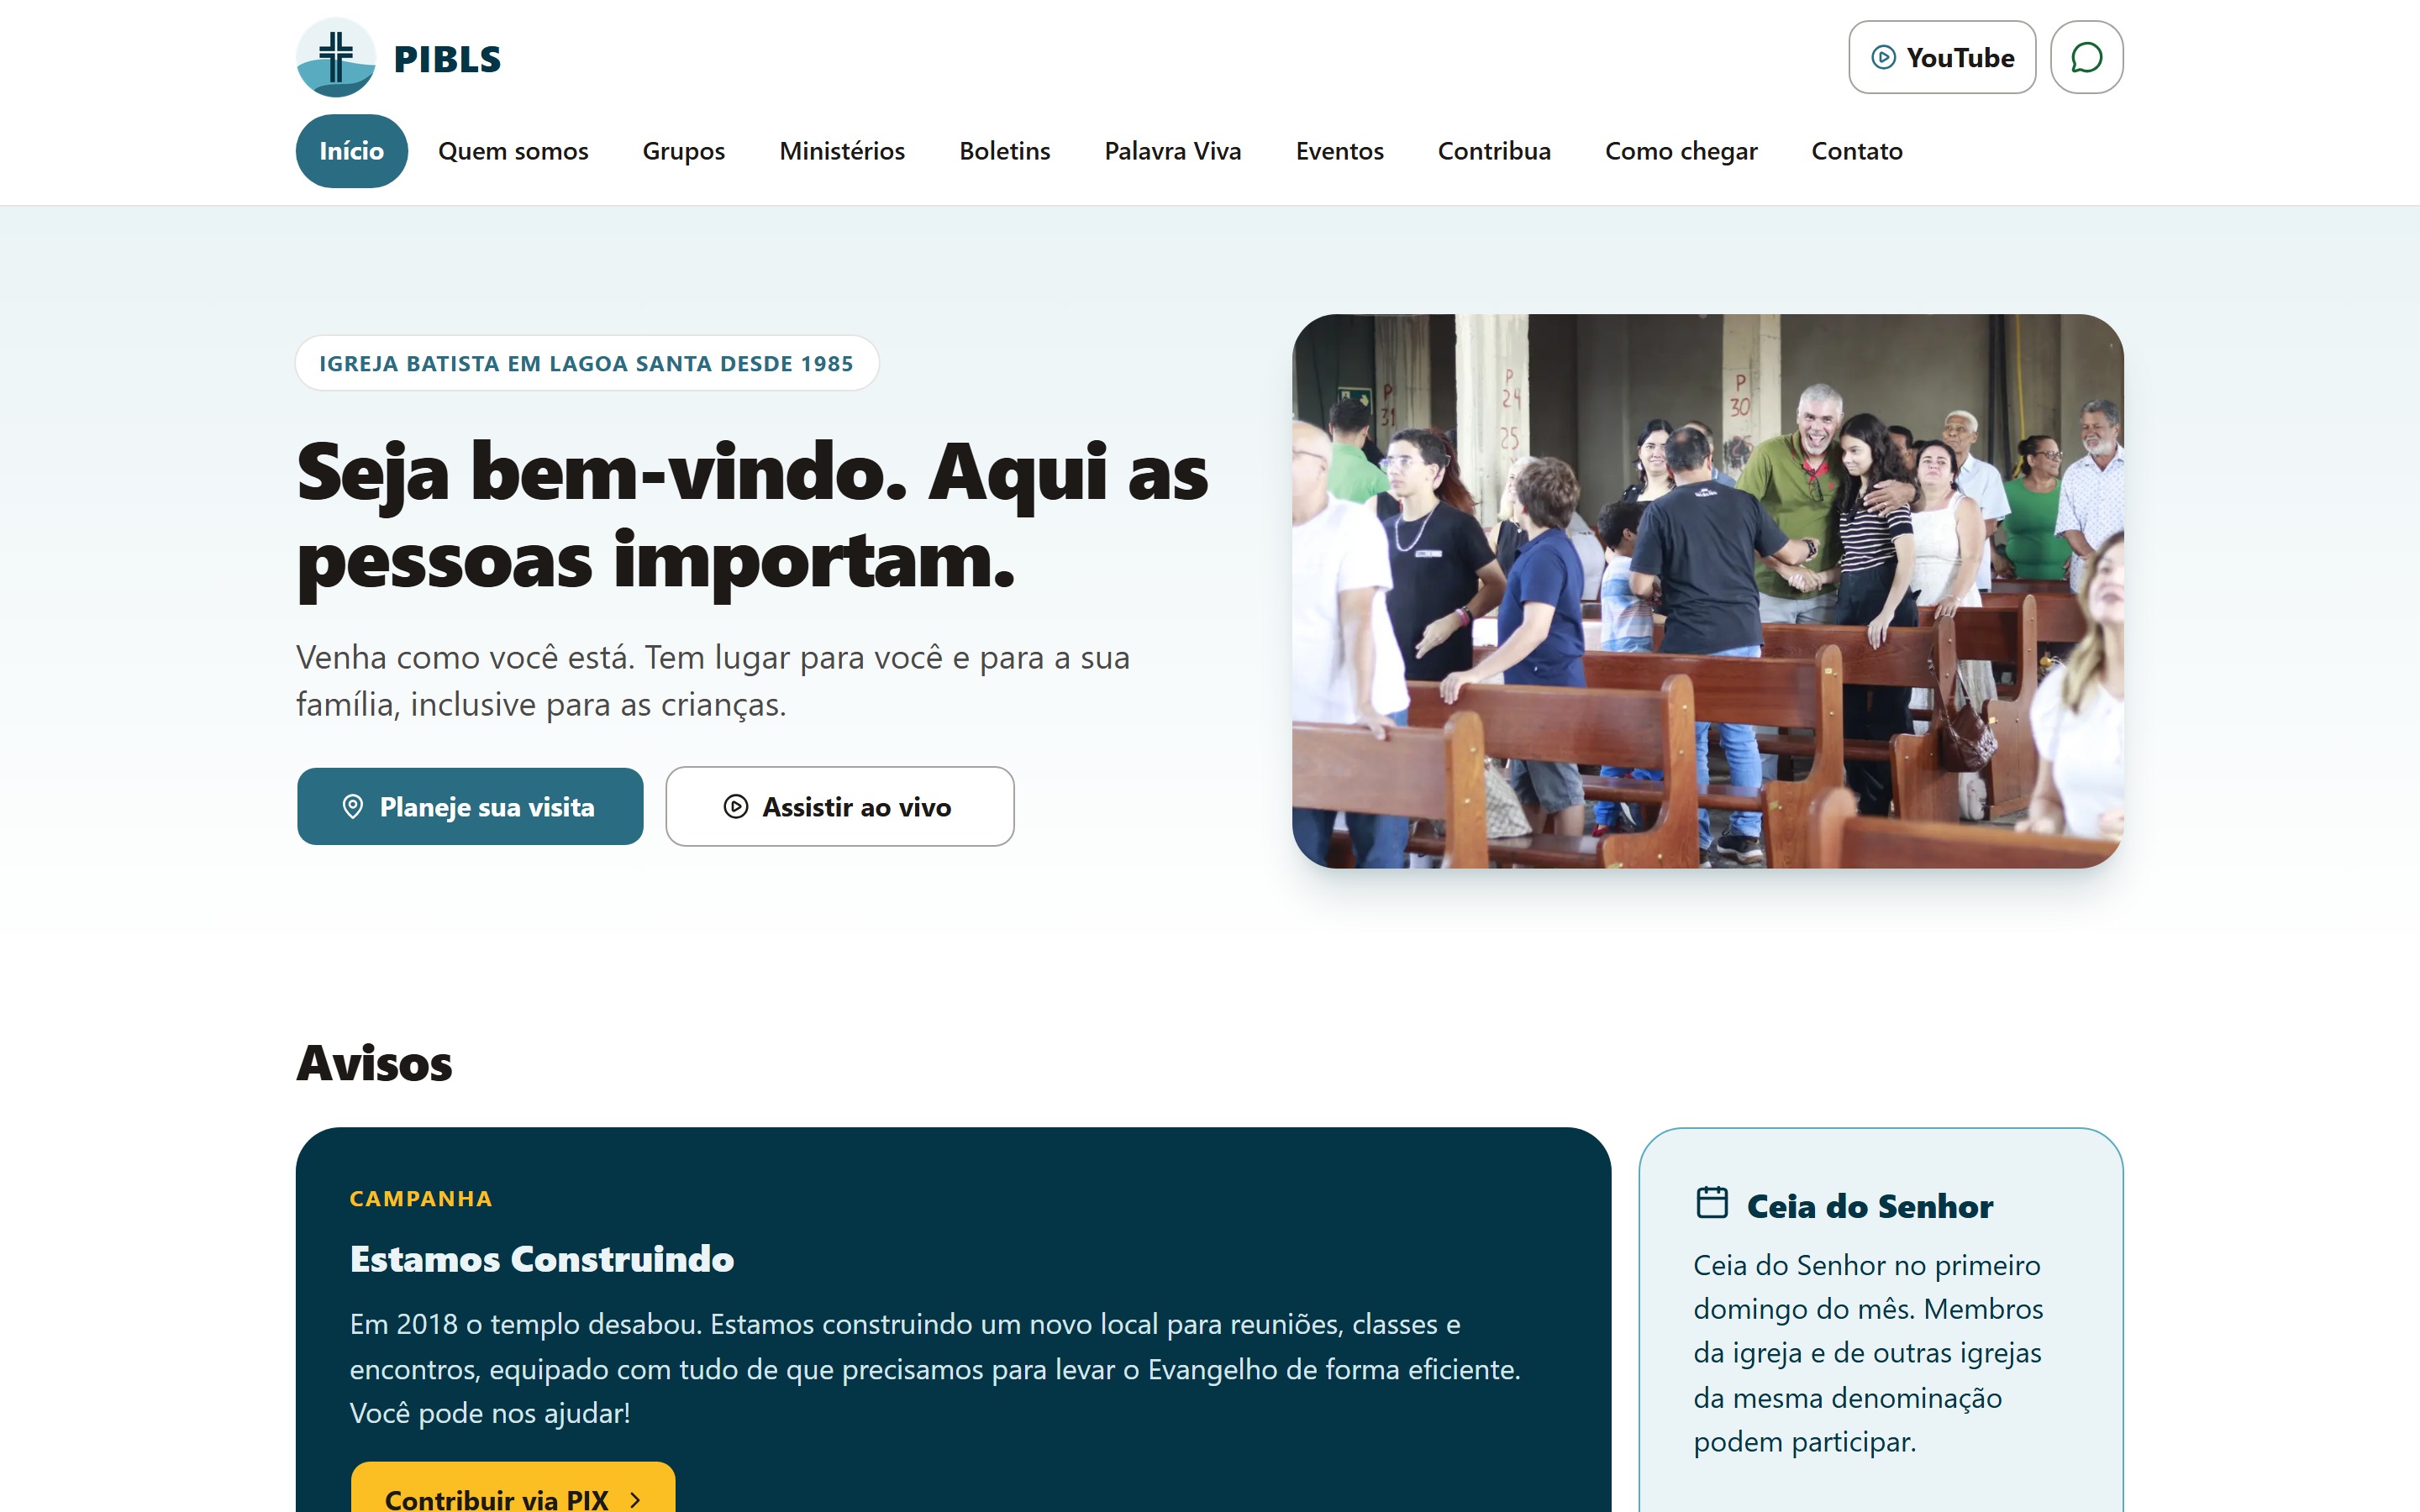 PIBLS
YouTube
Início
Quem somos
Grupos
Ministérios
Boletins
Palavra Viva
Eventos
Contribua
Como chegar
Contato
IGREJA BATISTA EM LAGOA SANTA DESDE 1985
Seja bem-vindo. Aqui as
pessoas importam.
Venha como você está. Tem lugar para você e para a sua
família, inclusive para as crianças.
Planeje sua visita
Assistir ao vivo
P
31
P
24
25
P
30
Avisos
CAMPANHA
Estamos Construindo
Em 2018 o templo desabou. Estamos construindo um novo local para reuniões, classes e
encontros, equipado com tudo de que precisamos para levar o Evangelho de forma eficiente.
Você pode nos ajudar!
Contribuir via PIX
Ceia do Senhor
Ceia do Senhor no primeiro
domingo do mês. Membros
da igreja e de outras igrejas
da mesma denominação
podem participar.